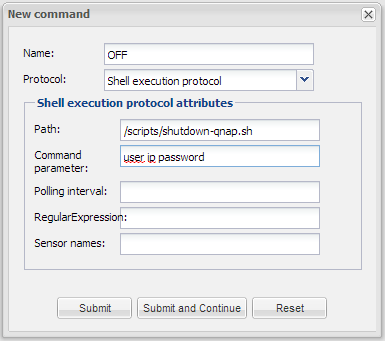 New command
Name: OFF
Protocol: Shell execution protocol
Shell execution protocol attributes
Path: /scripts/shutdown-qnap.sh
Command parameter: user ip password
Polling interval:
RegularExpression:
Sensor names:
Submit Submit and Continue Reset